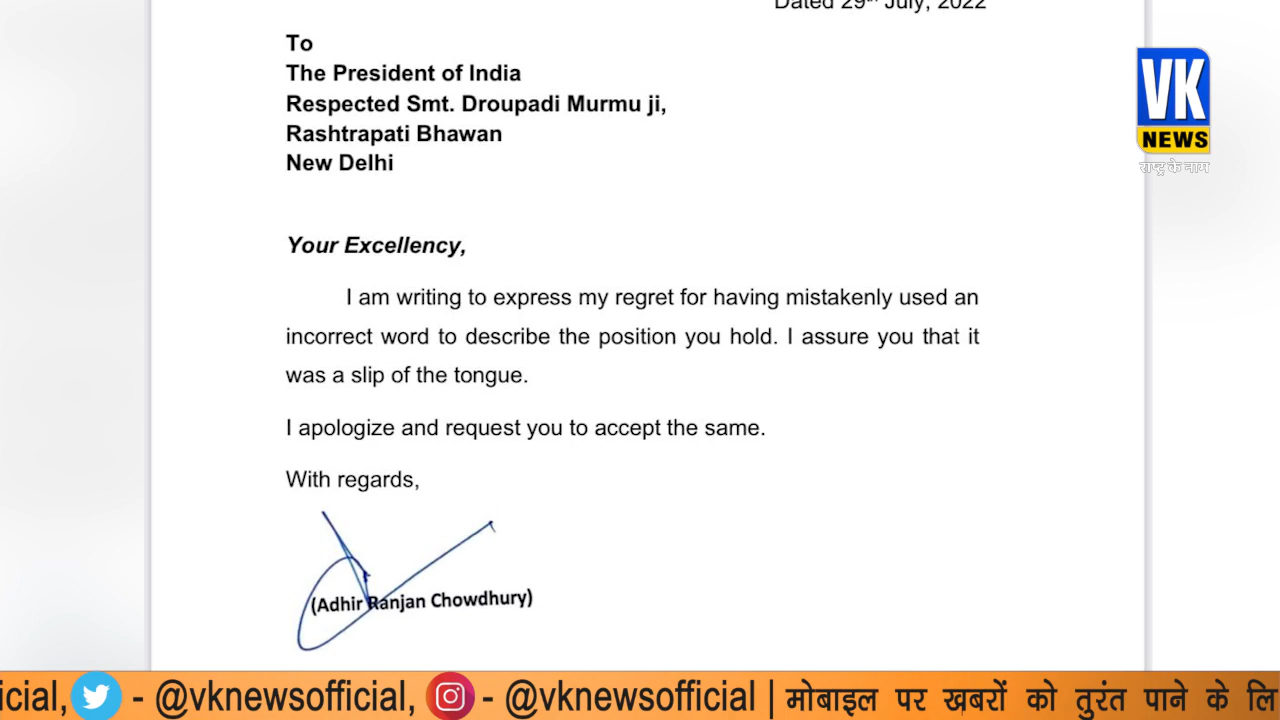 Dated 29th July, 2022
To
The President of India
Respected Smt. Droupadi Murmu ji,
Rashtrapati Bhawan
New Delhi
Your Excellency,
I am writing to express my regret for having mistakenly used an
incorrect word to describe the position you hold. I assure you that it
was a slip of the tongue.
I apologize and request you to accept the same.
With regards,
(Adhir Ranjan Chowdhury)
VK
NEWS
राष्ट्र के नाम
icial, - @vknewsofficial, - @vknewsofficial | मोबाइल पर खबरों को तुरंत पाने के लि